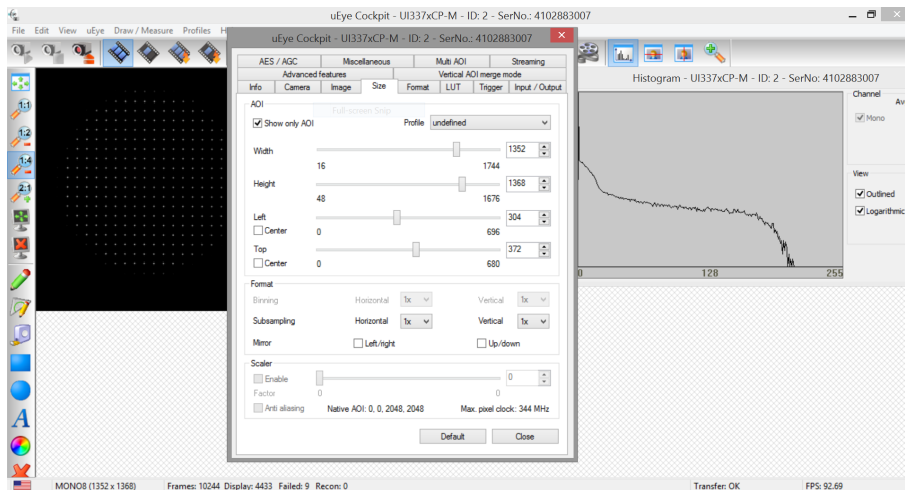 uEye Cockpit - UI337xCP-M - ID: 2 - SerNo.: 4102883007
File Edit View uEye Draw / Measure Profiles H
1:1
1:2
1:4
2:1
A
uEye Cockpit - UI337xCP-M - ID: 2 - SerNo.: 4102883007
AES / AGC Miscellaneous Multi AOI Streaming
Advanced features Vertical AOI merge mode
Info Camera Image Size Format LUT Trigger Input / Output
AOI
Full-screen Snip
Show only AOI Profile undefined
Width 1352
16 1744
Height 1368
48 1676
Left 304
Center 0 696
Top 372
Center 0 680
Format
Binning Horizontal 1x Vertical 1x
Subsampling Horizontal 1x Vertical 1x
Mirror Left/right Up/down
Scaler
Enable 0
Factor 0 0
Anti aliasing Native AOI: 0, 0, 2048, 2048 Max. pixel clock: 344 MHz
Default Close
Histogram - UI337xCP-M - ID: 2 - SerNo: 4102883007
Channel
Av
Mono
View
Outlined
Logarithmic
0 128 255
MONO8 (1352 x 1368) Frames: 10244 Display: 4433 Failed: 9 Recon: 0 Transfer: OK FPS: 92.69